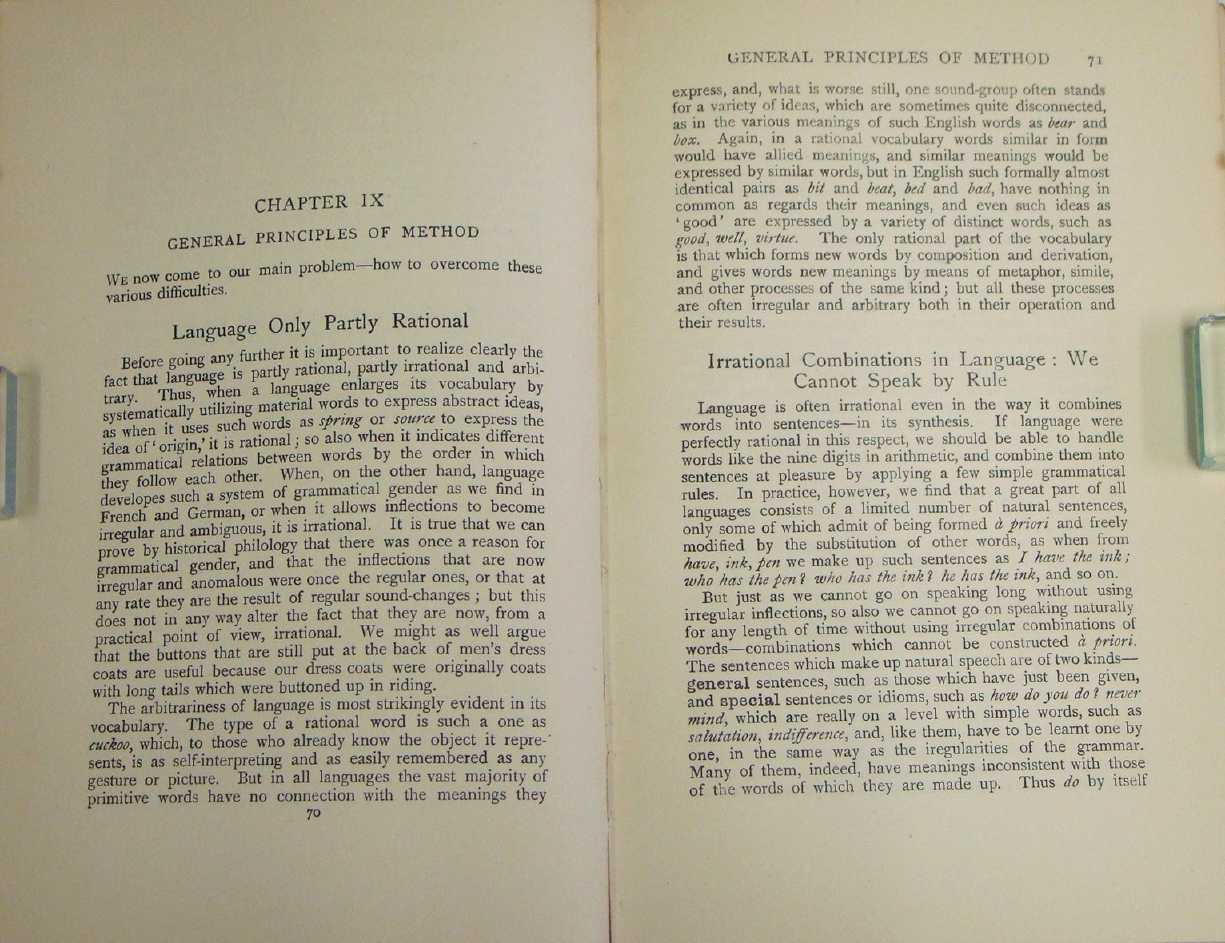 CHAPTER IX
GENERAL PRINCIPLES OF METHOD
WE now come to our main problem—how to overcome these
various difficulties.
Language Only Partly Rational
Before going any further it is important to realize clearly the
fact that language is partly rational, partly irrational and arbi-
trary. Thus, when a language enlarges its vocabulary by
systematically utilizing material words to express abstract ideas,
as when it uses such words as spring or source to express the
idea of ‘origin,’ it is rational; so also when it indicates different
grammatical relations between words by the order in which
they follow each other. When, on the other hand, language
developes such a system of grammatical gender as we find in
French and German, or when it allows inflections to become
irregular and ambiguous, it is irrational. It is true that we can
prove by historical philology that there was once a reason for
grammatical gender, and that the inflections that are now
irregular and anomalous were once the regular ones, or that at
any rate they are the result of regular sound-changes; but this
does not in any way alter the fact that they are now, from a
practical point of view, irrational. We might as well argue
that the buttons that are still put at the back of men's dress
coats are useful because our dress coats were originally coats
with long tails which were buttoned up in riding.
The arbitrariness of language is most strikingly evident in its
vocabulary. The type of a rational word is such a one as
cuckoo, which, to those who already know the object it repre-
sents, is as self-interpreting and as easily remembered as any
gesture or picture. But in all languages the vast majority of
primitive words have no connection with the meanings they
70
GENERAL PRINCIPLES OF METHOD 71
express, and, what is worse still, one sound-group often stands
for a variety of ideas, which are sometimes quite disconnected,
as in the various meanings of such English words as bear and
box. Again, in a rational vocabulary words similar in form
would have allied meanings, and similar meanings would be
expressed by similar words, but in English such formally almost
identical pairs as bit and beat, bed and bad, have nothing in
common as regards their meanings, and even such ideas as
‘good’ are expressed by a variety of distinct words, such as
good, well, virtue. The only rational part of the vocabulary
is that which forms new words by composition and derivation,
and gives words new meanings by means of metaphor, simile,
and other processes of the same kind; but all these processes
are often irregular and arbitrary both in their operation and
their results.
Irrational Combinations in Language: We
Cannot Speak by Rule
Language is often irrational even in the way it combines
words into sentences—in its synthesis. If language were
perfectly rational in this respect, we should be able to handle
words like the nine digits in arithmetic, and combine them into
sentences at pleasure by applying a few simple grammatical
rules. In practice, however, we find that a great part of all
languages consists of a limited number of natural sentences,
only some of which admit of being formed à priori and freely
modified by the substitution of other words, as when from
have, ink, pen we make up such sentences as I have the ink;
who has the pen? who has the ink? he has the ink, and so on.
But just as we cannot go on speaking long without using
irregular inflections, so also we cannot go on speaking naturally
for any length of time without using irregular combinations of
words—combinations which cannot be constructed à priori.
The sentences which make up natural speech are of two kinds—
general sentences, such as those which have just been given,
and special sentences or idioms, such as how do you do? never
mind, which are really on a level with simple words, such as
salutation, indifference, and, like them, have to be learnt one by
one, in the same way as the iregularities of the grammar.
Many of them, indeed, have meanings inconsistent with those
of the words of which they are made up. Thus do by itself